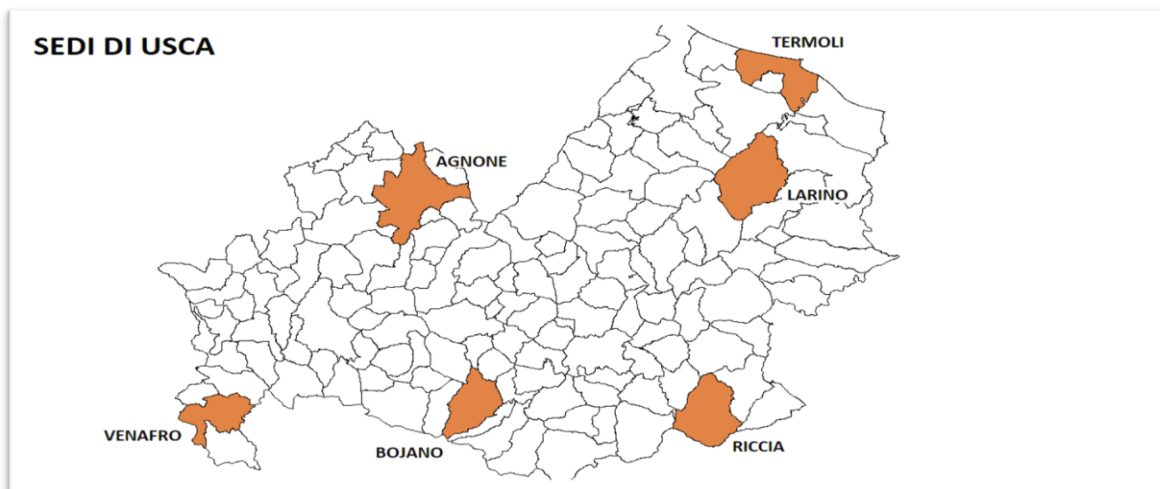 SEDI DI USCA
TERMOLI
AGNONE
LARINO
VENAFRO
BOJANO
RICCIA